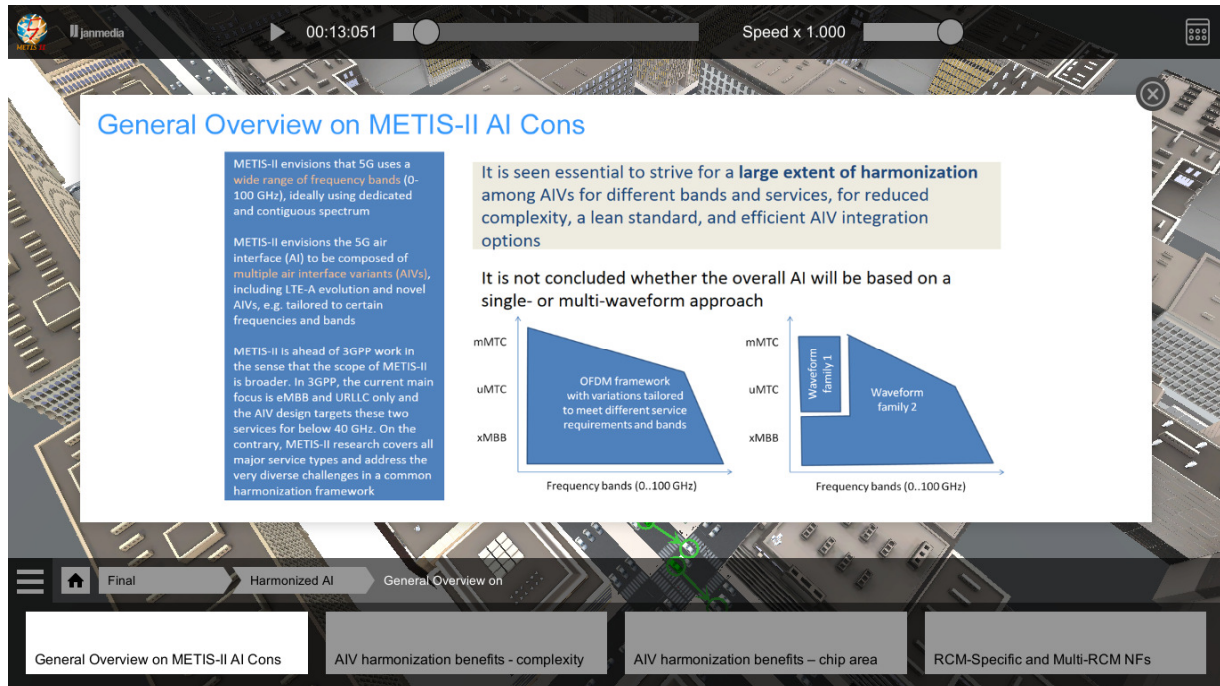 METIS II
janmedia
00:13:051
Speed x 1.000
General Overview on METIS-II AI Cons
METIS-II envisions that 5G uses a
wide range of frequency bands (0-
100 GHz), ideally using dedicated
and contiguous spectrum
METIS-II envisions the 5G air
interface (AI) to be composed of
multiple air interface variants (AIVs),
including LTE-A evolution and novel
AIVs, e.g. tailored to certain
frequencies and bands
METIS-II is ahead of 3GPP work in
the sense that the scope of METIS-II
is broader. In 3GPP, the current main
focus is eMBB and URLLC only and
the AIV design targets these two
services for below 40 GHz. On the
contrary, METIS-II research covers all
major service types and address the
very diverse challenges in a common
harmonization framework
It is seen essential to strive for a large extent of harmonization
among AIVs for different bands and services, for reduced
complexity, a lean standard, and efficient AIV integration
options
It is not concluded whether the overall AI will be based on a
single- or multi-waveform approach
mMTC
uMTC
xMBB
OFDM framework
with variations tailored
to meet different service
requirements and bands
Frequency bands (0..100 GHz)
mMTC
uMTC
xMBB
Waveform
family 1
Waveform
family 2
Frequency bands (0..100 GHz)
Final
Harmonized AI
General Overview on
General Overview on METIS-II AI Cons
AIV harmonization benefits - complexity
AIV harmonization benefits – chip area
RCM-Specific and Multi-RCM NFs